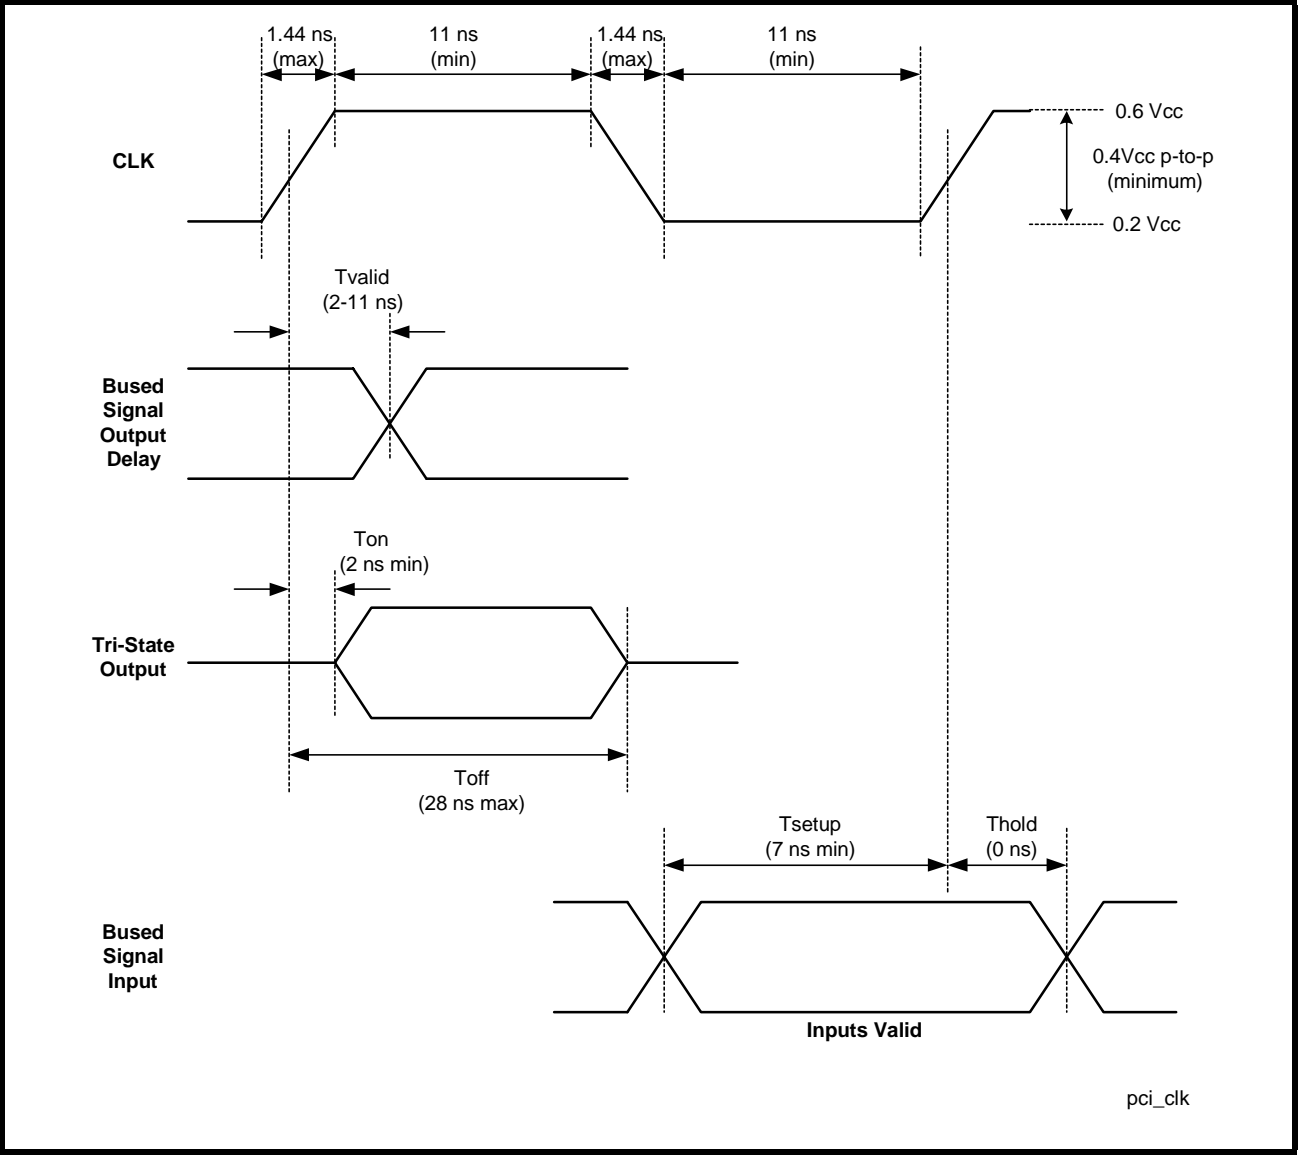 1.44 ns
(max)
11 ns
(min)
1.44 ns
(max)
11 ns
(min)
CLK
0.6 Vcc
0.4Vcc p-to-p
(minimum)
0.2 Vcc
Tvalid
(2-11 ns)
Bused
Signal
Output
Delay
Ton
(2 ns min)
Tri-State
Output
Toff
(28 ns max)
Tsetup
(7 ns min)
Thold
(0 ns)
Bused
Signal
Input
Inputs Valid
pci_clk